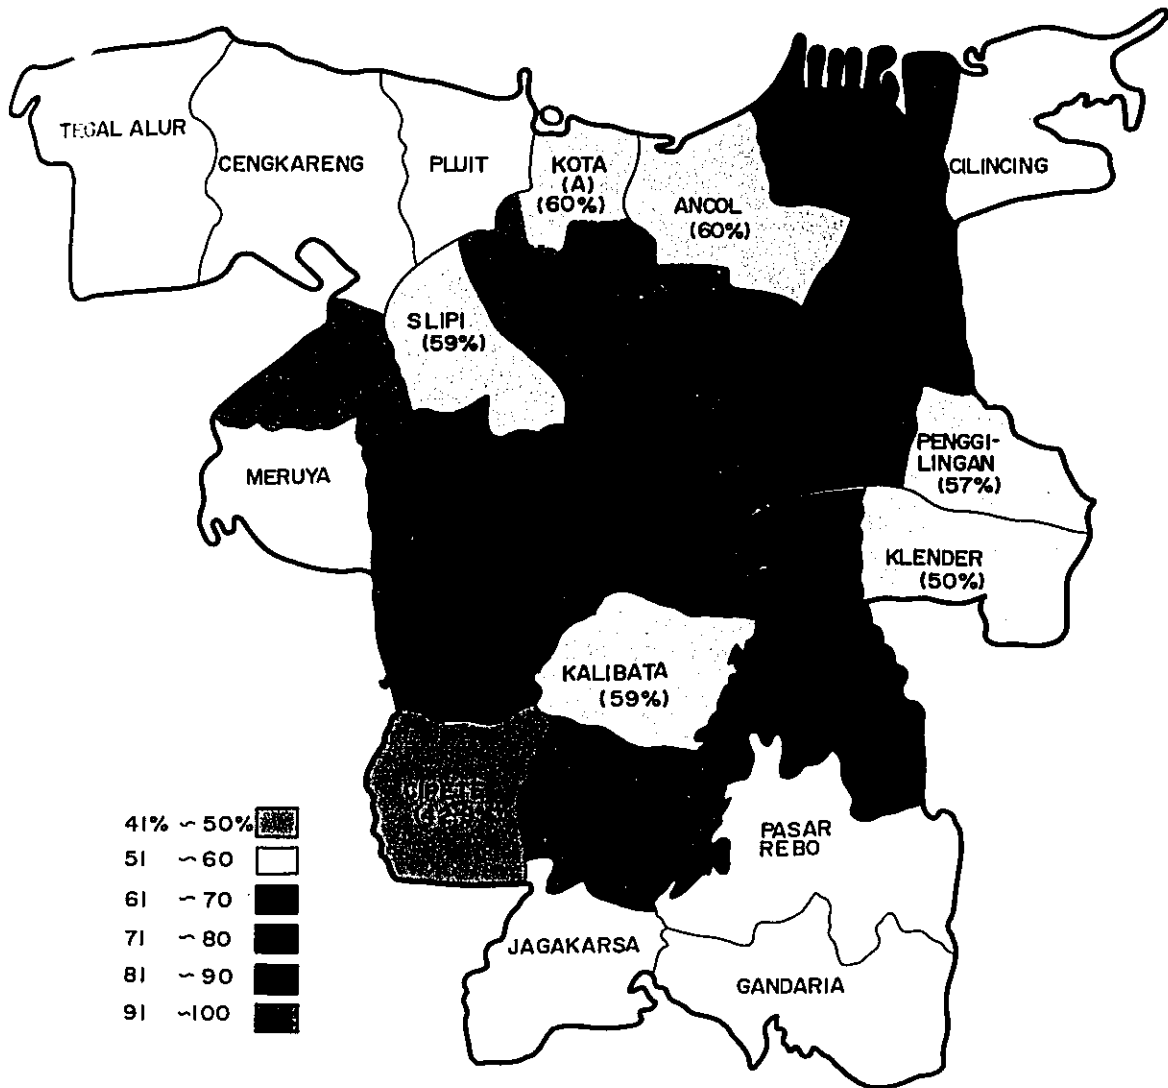 TEGAL ALUR
CENGKARENG
PLUIT
KOTA
(A)
(60%)
ANCOL
(60%)
CILINCING
SLIPI
(59%)
PENGGI-
LINGAN
(57%)
MERUYA
KLENDER
(50%)
KALIBATA
(59%)
PASAR
REBO
JAGAKARSA
GANDARIA
41% ~ 50%
51 ~ 60
61 ~ 70
71 ~ 80
81 ~ 90
91 ~100